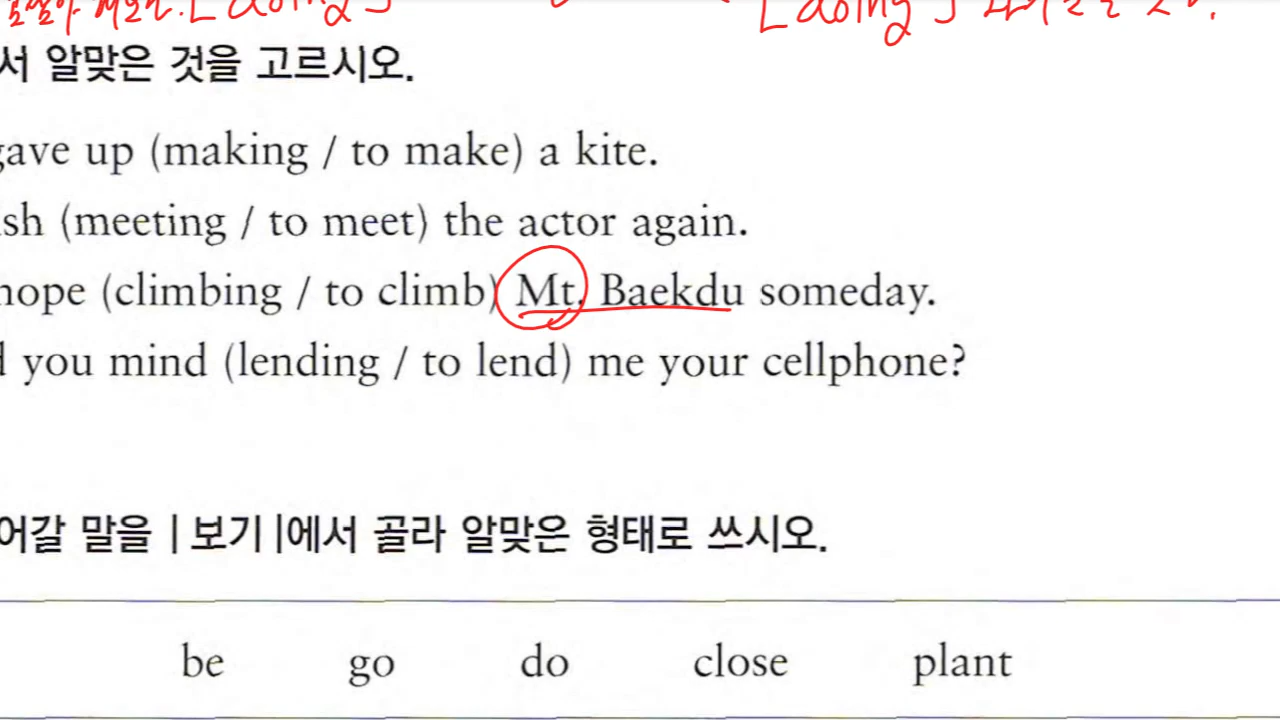 [doing] [doing]
서 알맞은 것을 고르시오.
gave up (making / to make) a kite.
ish (meeting / to meet) the actor again.
hope (climbing / to climb) Mt. Baekdu someday.
d you mind (lending / to lend) me your cellphone?
어갈 말을 | 보기 |에서 골라 알맞은 형태로 쓰시오.
be go do close plant